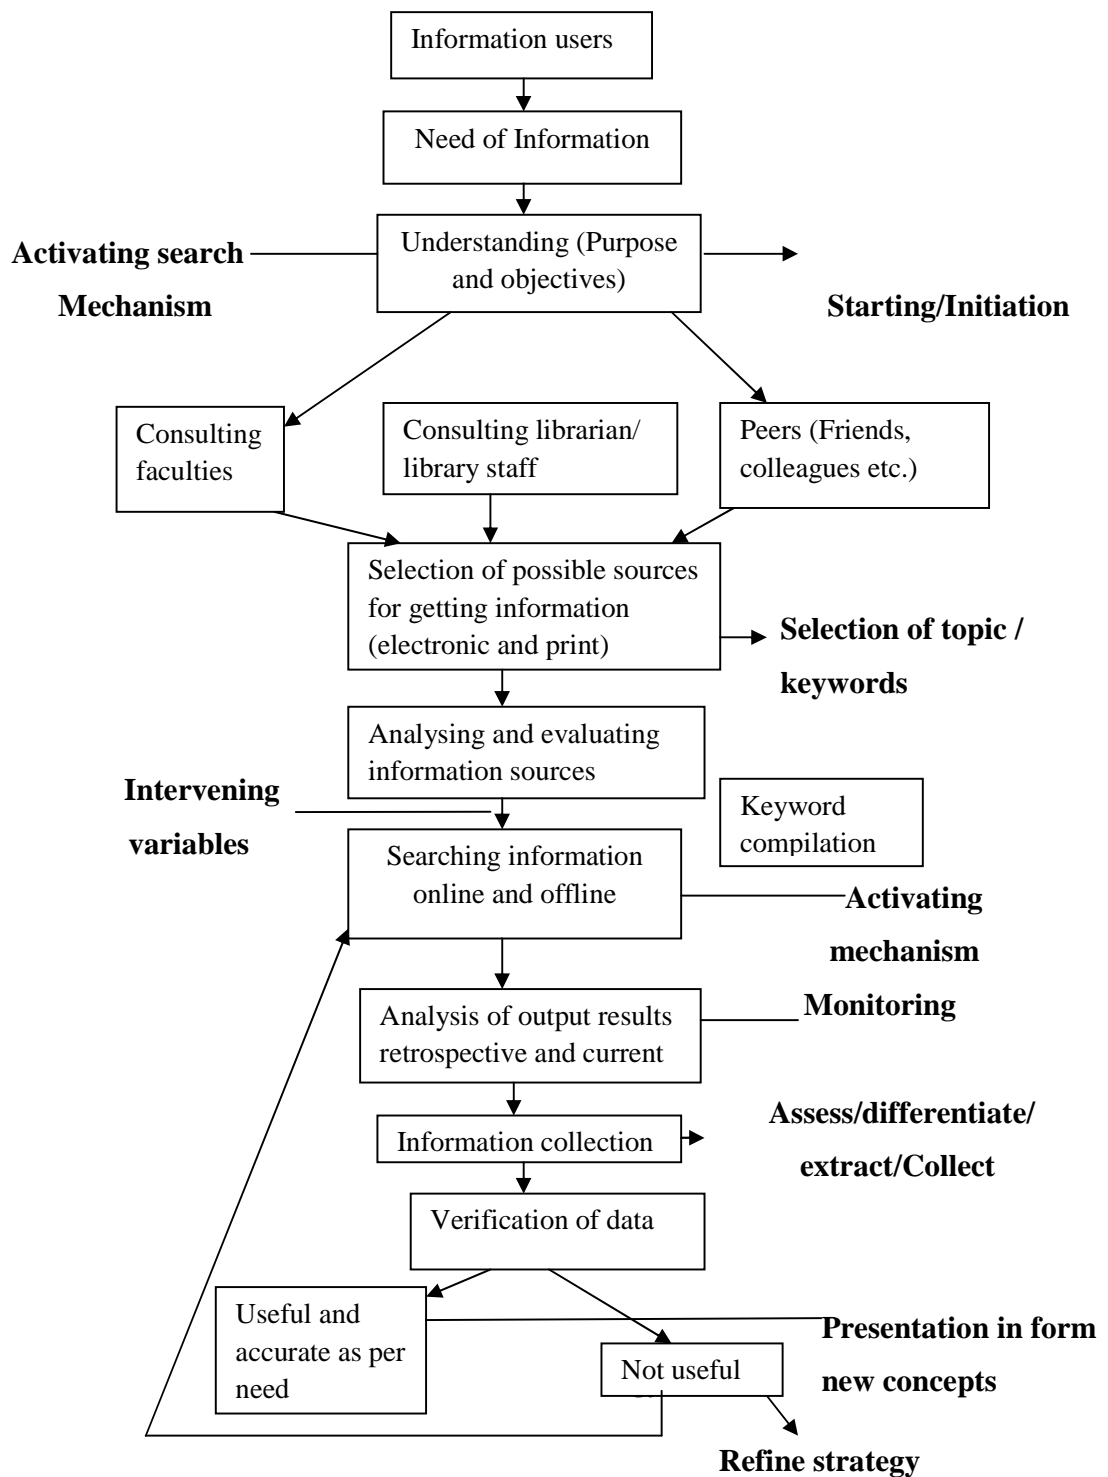 Information users
Need of Information
Understanding (Purpose
and objectives)
Activating search
Mechanism
Starting/Initiation
Consulting
faculties
Consulting librarian/
library staff
Peers (Friends,
colleagues etc.)
Selection of possible sources
for getting information
(electronic and print)
Selection of topic /
keywords
Analysing and evaluating
information sources
Intervening
variables
Keyword
compilation
Searching information
online and offline
Activating
mechanism
Analysis of output results
retrospective and current
Monitoring
Information collection
Assess/differentiate/
extract/Collect
Verification of data
Useful and
accurate as per
need
Presentation in form
new concepts
Not useful
Refine strategy